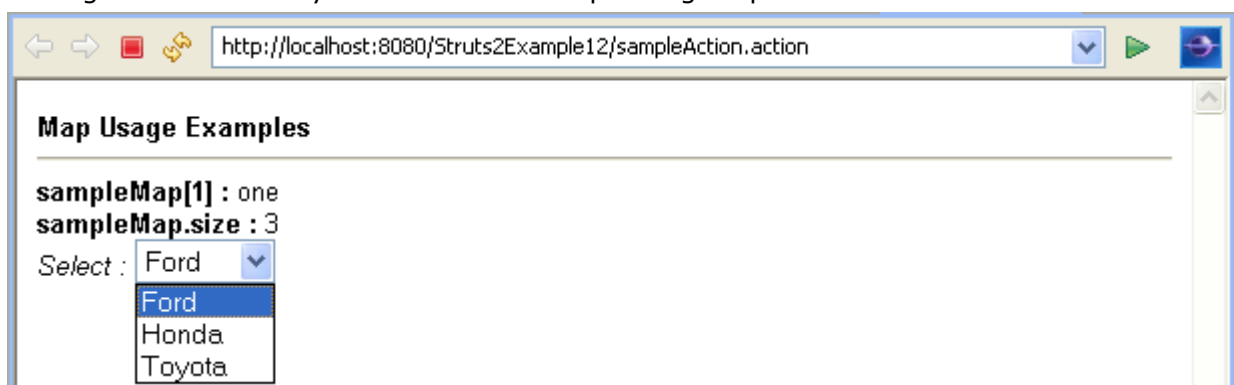 http://localhost:8080/Struts2Example12/sampleAction.action
Map Usage Examples
sampleMap[1] : one
sampleMap.size : 3
Select : Ford
Ford
Honda
Toyota